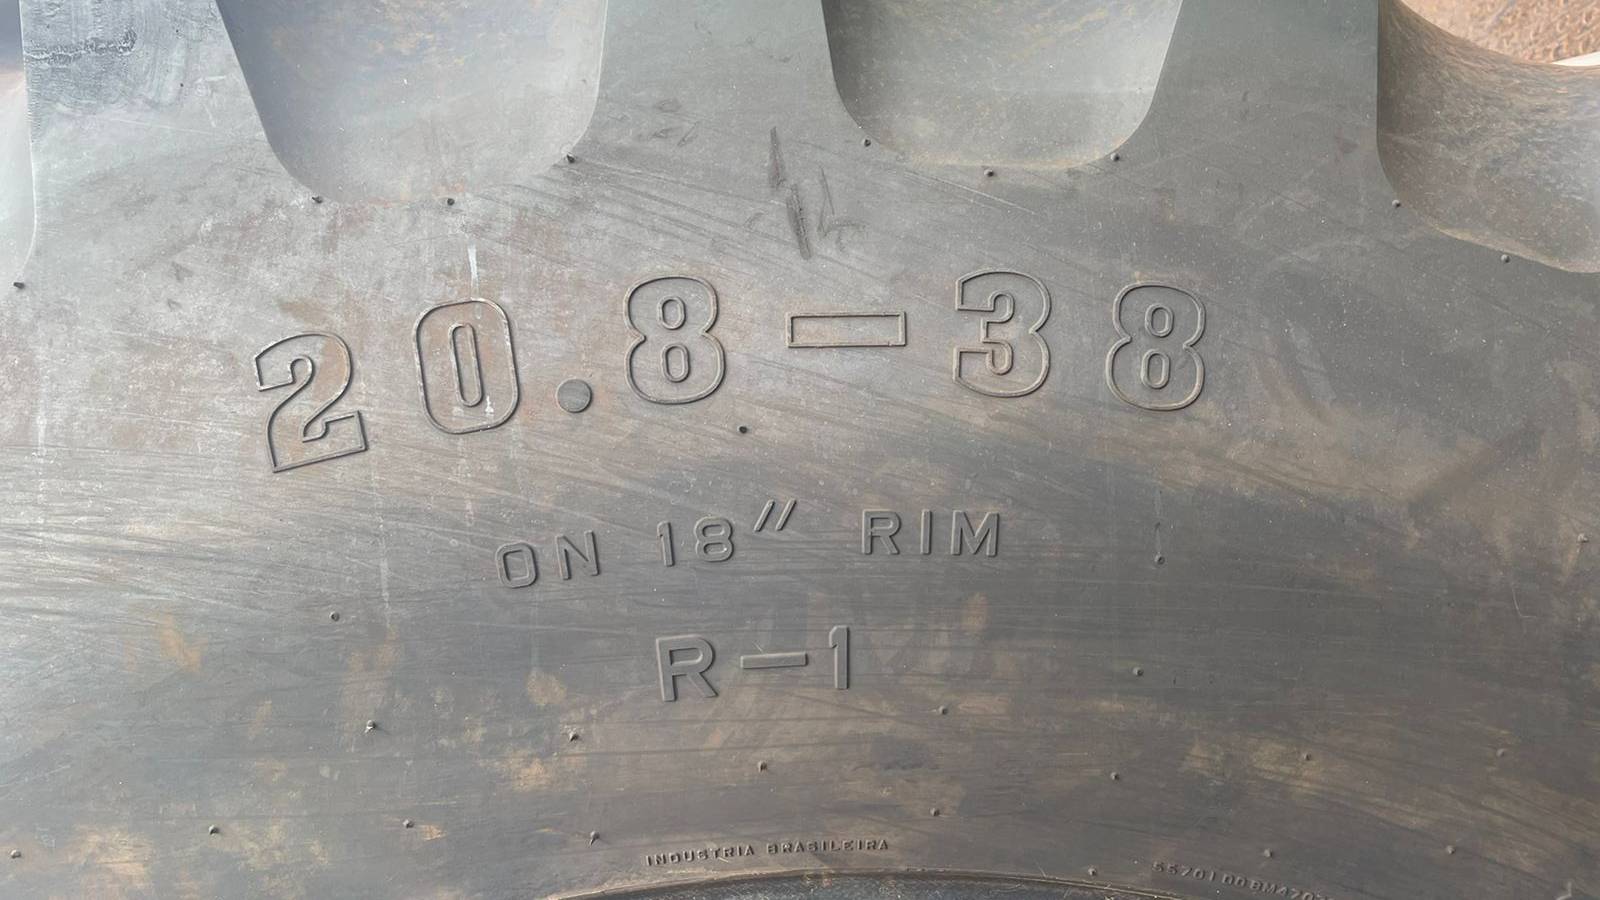 20.8-38
ON 18" RIM
R-1
INDUSTRIA BRASILEIRA